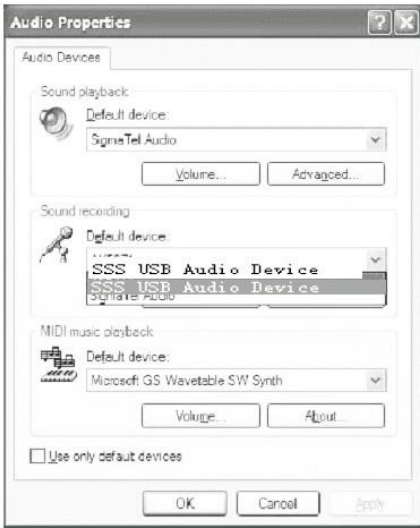 Audio Properties
Audio Devices
Sound playback
Default device:
SigmaTel Audio
Volume...
Advanced...
Sound recording
Default device:
SSS USB Audio Device
SSS USB Audio Device
SigmaTel Audio
MIDI music playback
Default device:
Microsoft GS Wavetable SW Synth
Volume...
About...
Use only default devices
OK
Cancel
Apply